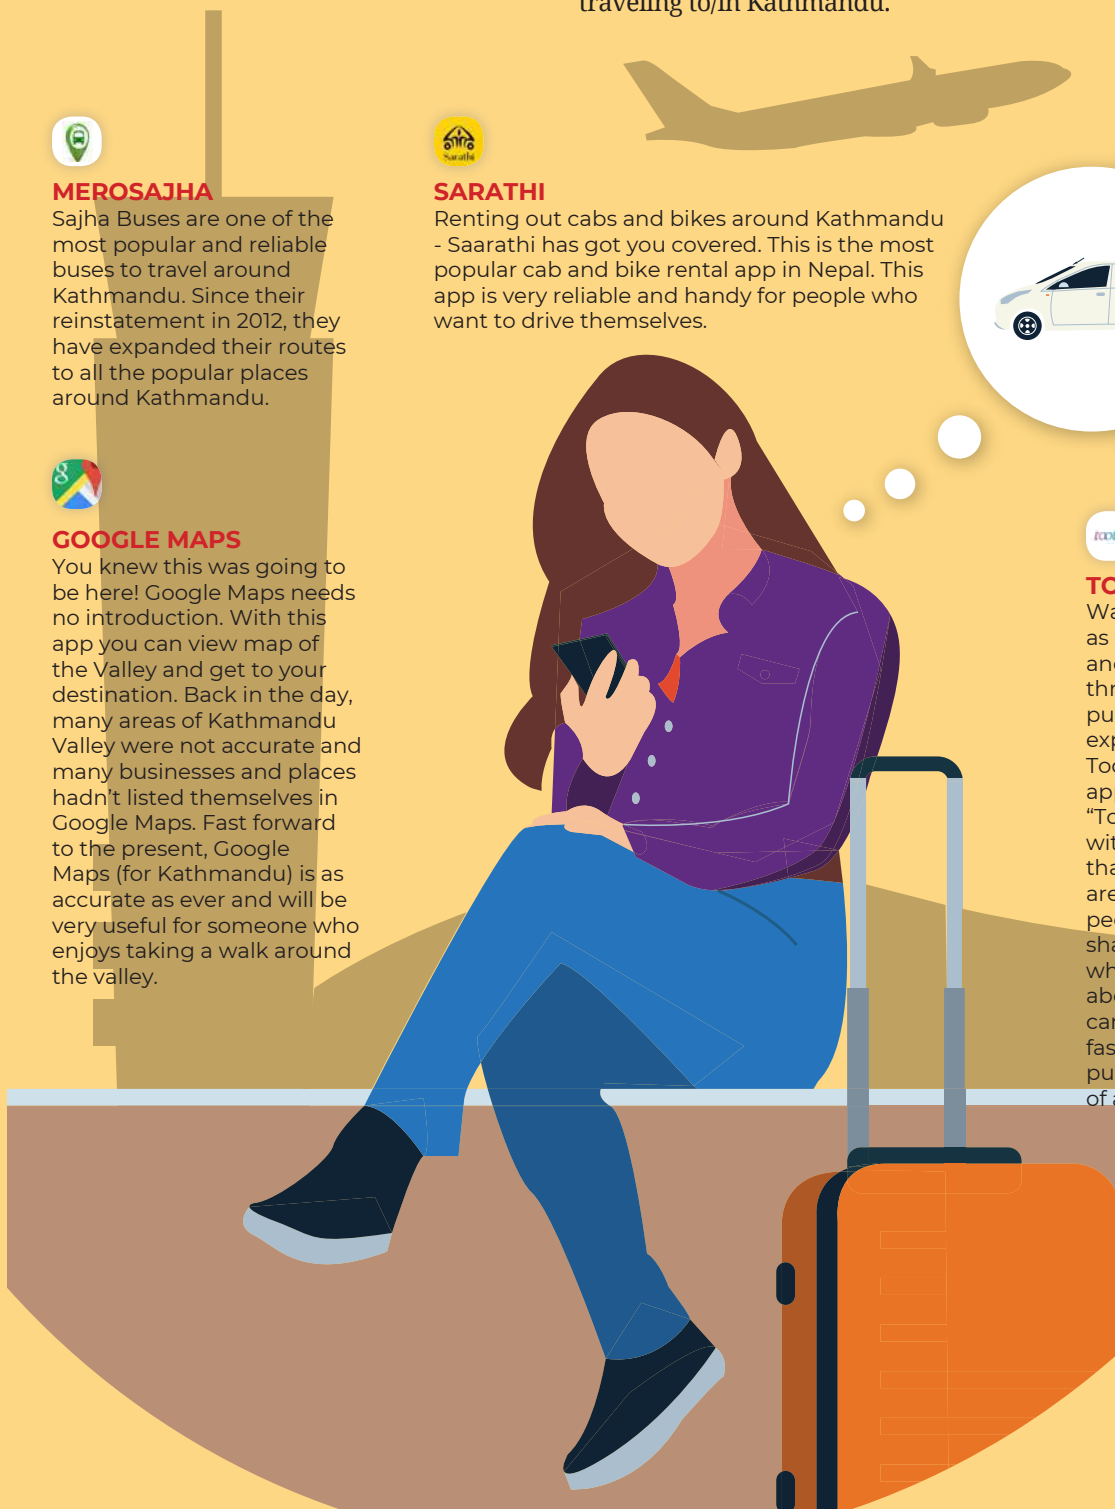 traveling to/in Kathmandu.
MEROSAJHA
Sajha Buses are one of the
most popular and reliable
buses to travel around
Kathmandu. Since their
reinstatement in 2012, they
have expanded their routes
to all the popular places
around Kathmandu.
GOOGLE MAPS
You knew this was going to
be here! Google Maps needs
no introduction. With this
app you can view map of
the Valley and get to your
destination. Back in the day,
many areas of Kathmandu
Valley were not accurate and
many businesses and places
hadn’t listed themselves in
Google Maps. Fast forward
to the present, Google
Maps (for Kathmandu) is as
accurate as ever and will be
very useful for someone who
enjoys taking a walk around
the valley.
Sarathi
SARATHI
Renting out cabs and bikes around Kathmandu
- Saarathi has got you covered. This is the most
popular cab and bike rental app in Nepal. This
app is very reliable and handy for people who
want to drive themselves.
as
are
of